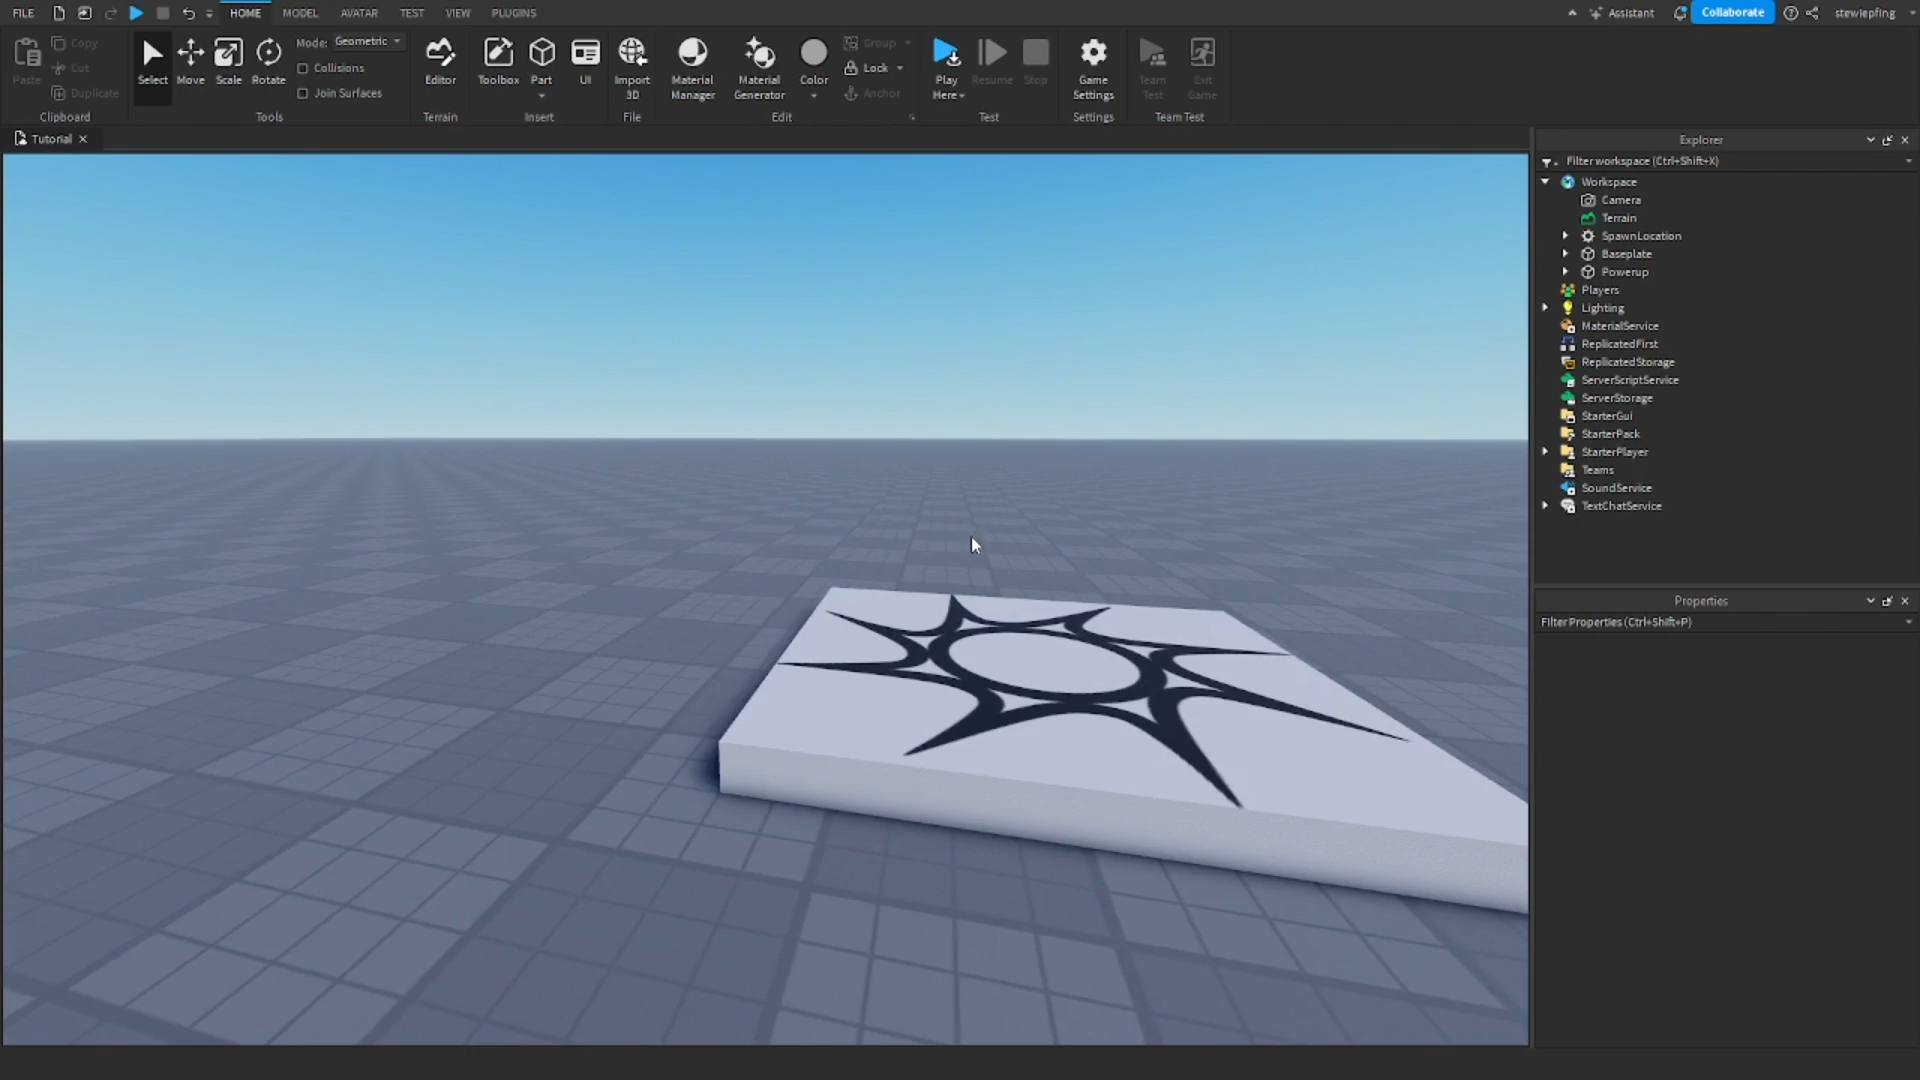 FILE HOME MODEL AVATAR TEST VIEW PLUGINS Assistant Collaborate stewiepfing
Paste Copy Cut Duplicate Clipboard
Select Move Scale Rotate Mode: Geometric Collisions Join Surfaces Tools
Editor Terrain
Toolbox Part UI Insert
Import 3D File
Material Manager Material Generator Color Group Lock Anchor Edit
Play Here Resume Stop Test
Game Settings Settings
Team Test Exit Game Team Test
Tutorial
Explorer
Filter workspace (Ctrl+Shift+X)
Workspace
Camera
Terrain
SpawnLocation
Baseplate
Powerup
Players
Lighting
MaterialService
ReplicatedFirst
ReplicatedStorage
ServerScriptService
ServerStorage
StarterGui
StarterPack
StarterPlayer
Teams
SoundService
TextChatService
Properties
Filter Properties (Ctrl+Shift+P)